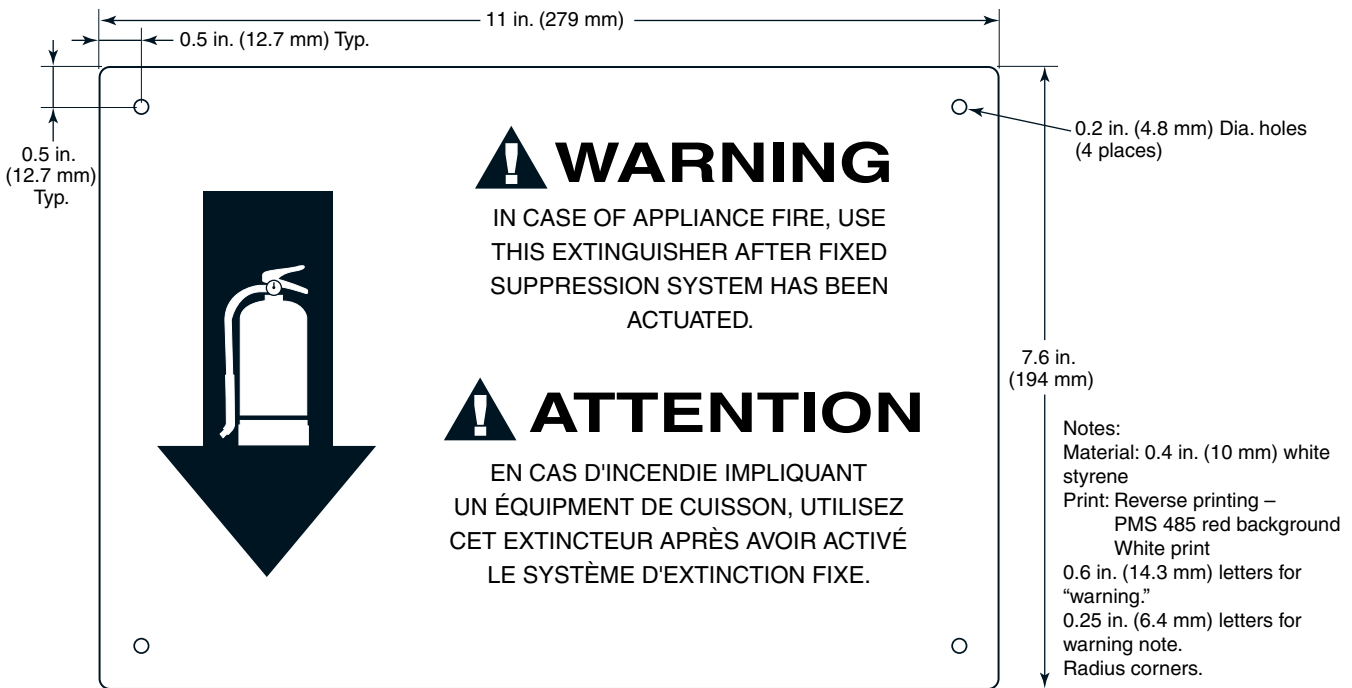 11 in. (279 mm)
0.5 in. (12.7 mm) Typ.
0.5 in.
(12.7 mm)
Typ.
0.2 in. (4.8 mm) Dia. holes
(4 places)
! WARNING
IN CASE OF APPLIANCE FIRE, USE
THIS EXTINGUISHER AFTER FIXED
SUPPRESSION SYSTEM HAS BEEN
ACTUATED.
! ATTENTION
EN CAS D'INCENDIE IMPLIQUANT
UN ÉQUIPMENT DE CUISSON, UTILISEZ
CET EXTINCTEUR APRÈS AVOIR ACTIVÉ
LE SYSTÈME D'EXTINCTION FIXE.
7.6 in.
(194 mm)
Notes:
Material: 0.4 in. (10 mm) white
styrene
Print: Reverse printing –
PMS 485 red background
White print
0.6 in. (14.3 mm) letters for
“warning.”
0.25 in. (6.4 mm) letters for
warning note.
Radius corners.